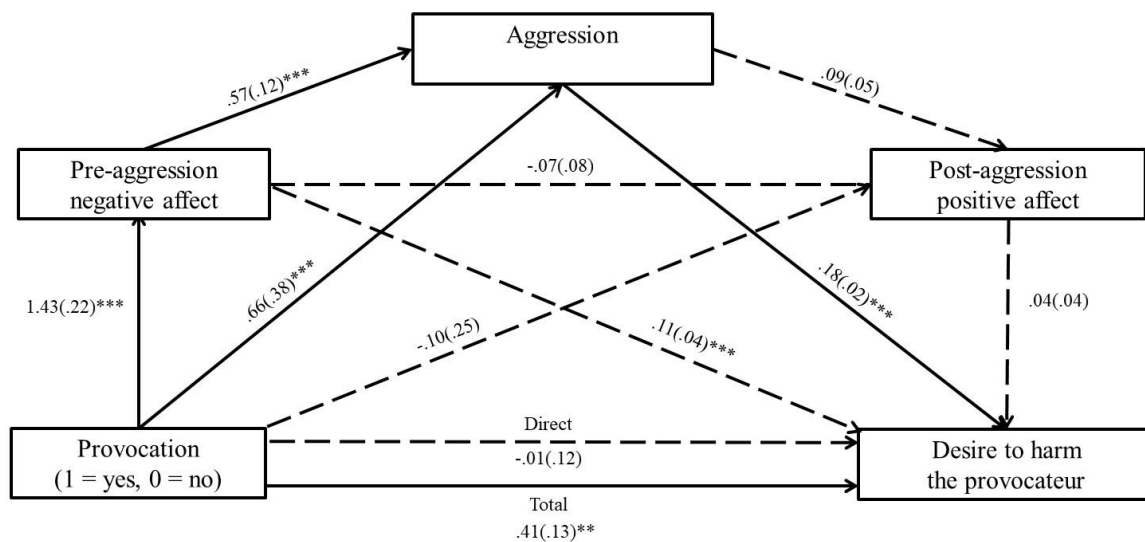 Aggression
.57(.12)***
.09(.05)
Pre-aggression
negative affect
-.07(.08)
Post-aggression
positive affect
1.43(.22)***
.66(.38)***
-.10(.25)
.11(.04)***
.18(.02)***
.04(.04)
Provocation
(1 = yes, 0 = no)
Direct
-.01(.12)
Total
.41(.13)**
Desire to harm
the provocateur